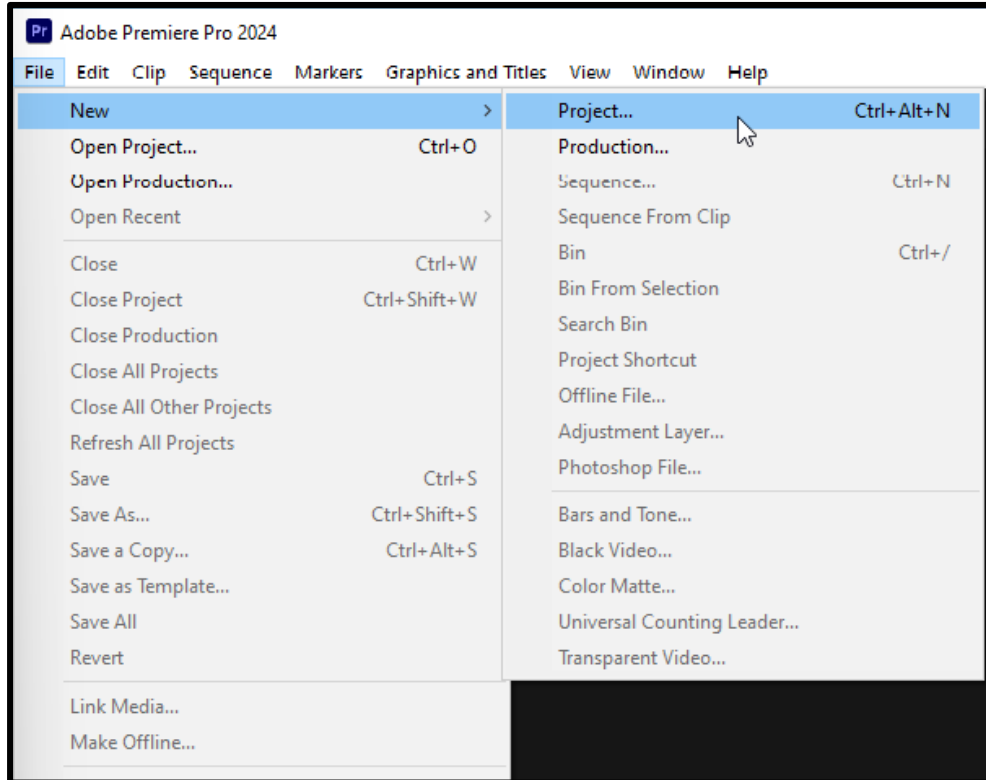 Pr Adobe Premiere Pro 2024
File Edit Clip Sequence Markers Graphics and Titles View Window Help
New >
Open Project... Ctrl+O
Open Production...
Open Recent >
Close Ctrl+W
Close Project Ctrl+Shift+W
Close Production
Close All Projects
Close All Other Projects
Refresh All Projects
Save Ctrl+S
Save As... Ctrl+Shift+S
Save a Copy... Ctrl+Alt+S
Save as Template...
Save All
Revert
Link Media...
Make Offline...
Project... Ctrl+Alt+N
Production...
Sequence... Ctrl+N
Sequence From Clip
Bin Ctrl+/
Bin From Selection
Search Bin
Project Shortcut
Offline File...
Adjustment Layer...
Photoshop File...
Bars and Tone...
Black Video...
Color Matte...
Universal Counting Leader...
Transparent Video...